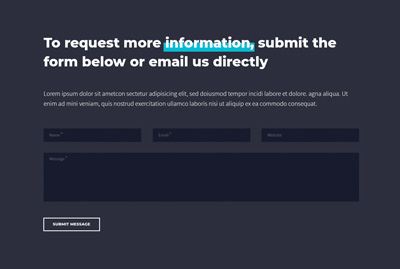 To request more information, submit the
form below or email us directly
Lorem ipsum dolor sit ametcon sectetur adipisicing elit, sed doiusmod tempor incidi labore et dolore. agna aliqua. Ut
enim ad mini veniam, quis nostrud exercitation ullamco laboris nisi ut aliquip ex ea ommodo consequat.
Name *
Email *
Website
Message *
SUBMIT MESSAGE